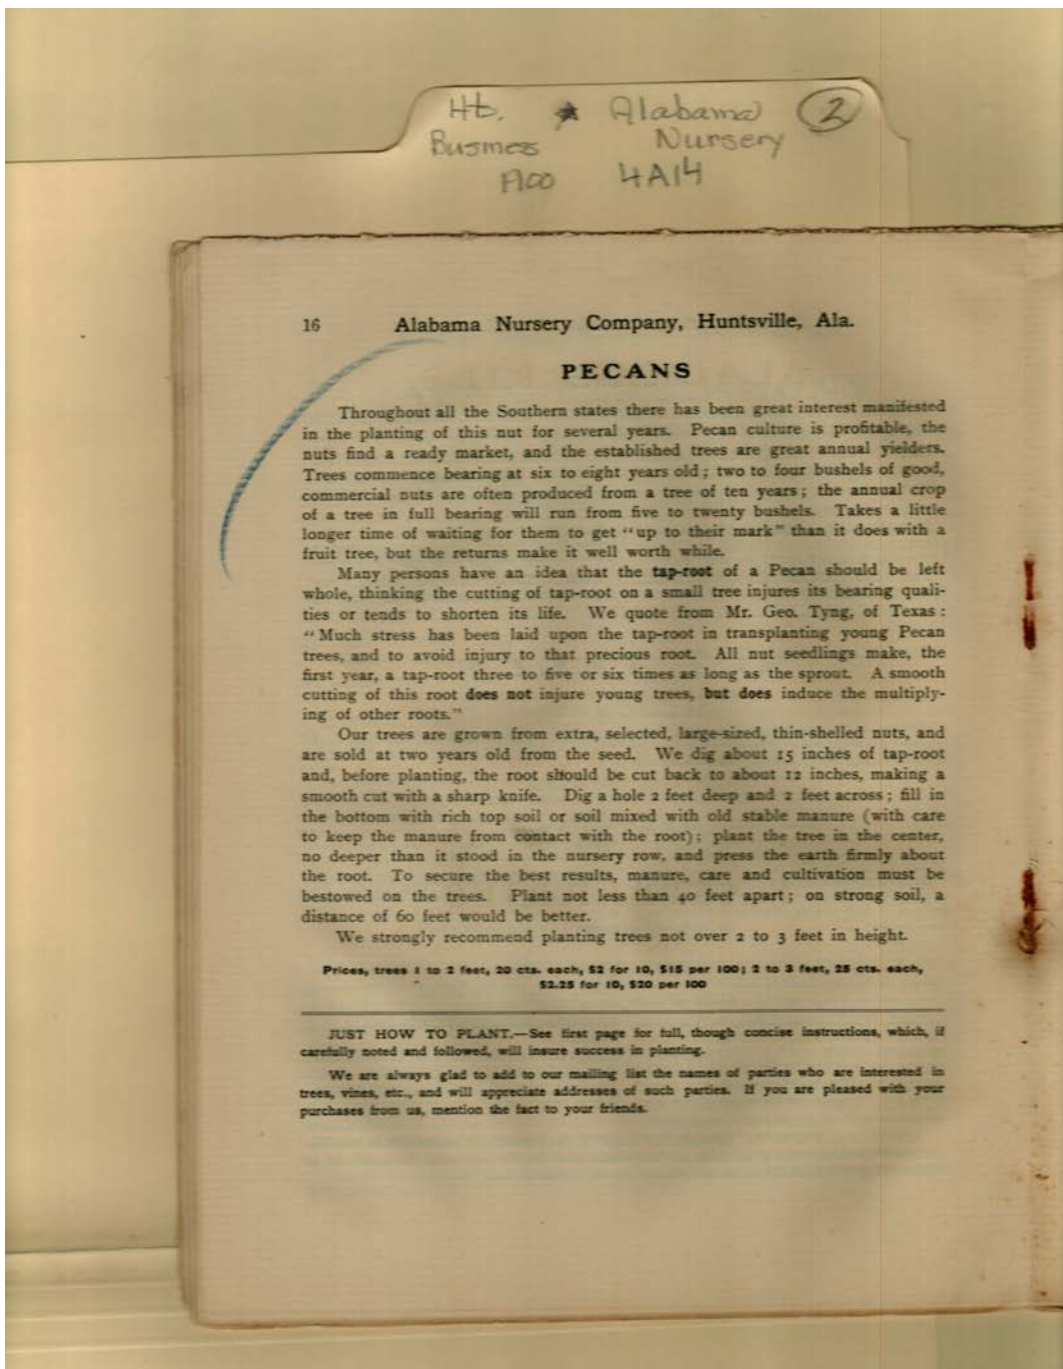 Hb. ★ Alabama 2
Business Nursery
1900 4A14
16 Alabama Nursery Company, Huntsville, Ala.
PECANS
Throughout all the Southern states there has been great interest manifested
in the planting of this nut for several years. Pecan culture is profitable, the
nuts find a ready market, and the established trees are great annual yielders.
Trees commence bearing at six to eight years old; two to four bushels of good,
commercial nuts are often produced from a tree of ten years; the annual crop
of a tree in full bearing will run from five to twenty bushels. Takes a little
longer time of waiting for them to get "up to their mark" than it does with a
fruit tree, but the returns make it well worth while.
Many persons have an idea that the tap-root of a Pecan should be left
whole, thinking the cutting of tap-root on a small tree injures its bearing quali-
ties or tends to shorten its life. We quote from Mr. Geo. Tyng, of Texas:
"Much stress has been laid upon the tap-root in transplanting young Pecan
trees, and to avoid injury to that precious root. All nut seedlings make, the
first year, a tap-root three to five or six times as long as the sprout. A smooth
cutting of this root does not injure young trees, but does induce the multiply-
ing of other roots."
Our trees are grown from extra, selected, large-sized, thin-shelled nuts, and
are sold at two years old from the seed. We dig about 15 inches of tap-root
and, before planting, the root should be cut back to about 12 inches, making a
smooth cut with a sharp knife. Dig a hole 2 feet deep and 2 feet across; fill in
the bottom with rich top soil or soil mixed with old stable manure (with care
to keep the manure from contact with the root); plant the tree in the center,
no deeper than it stood in the nursery row, and press the earth firmly about
the root. To secure the best results, manure, care and cultivation must be
bestowed on the trees. Plant not less than 40 feet apart; on strong soil, a
distance of 60 feet would be better.
We strongly recommend planting trees not over 2 to 3 feet in height.
Prices, trees 1 to 2 feet, 20 cts. each, $2 for 10, $15 per 100; 2 to 3 feet, 25 cts. each,
$2.25 for 10, $20 per 100
JUST HOW TO PLANT.—See first page for full, though concise instructions, which, if
carefully noted and followed, will insure success in planting.
We are always glad to add to our mailing list the names of parties who are interested in
trees, vines, etc., and will appreciate addresses of such parties. If you are pleased with your
purchases from us, mention the fact to your friends.